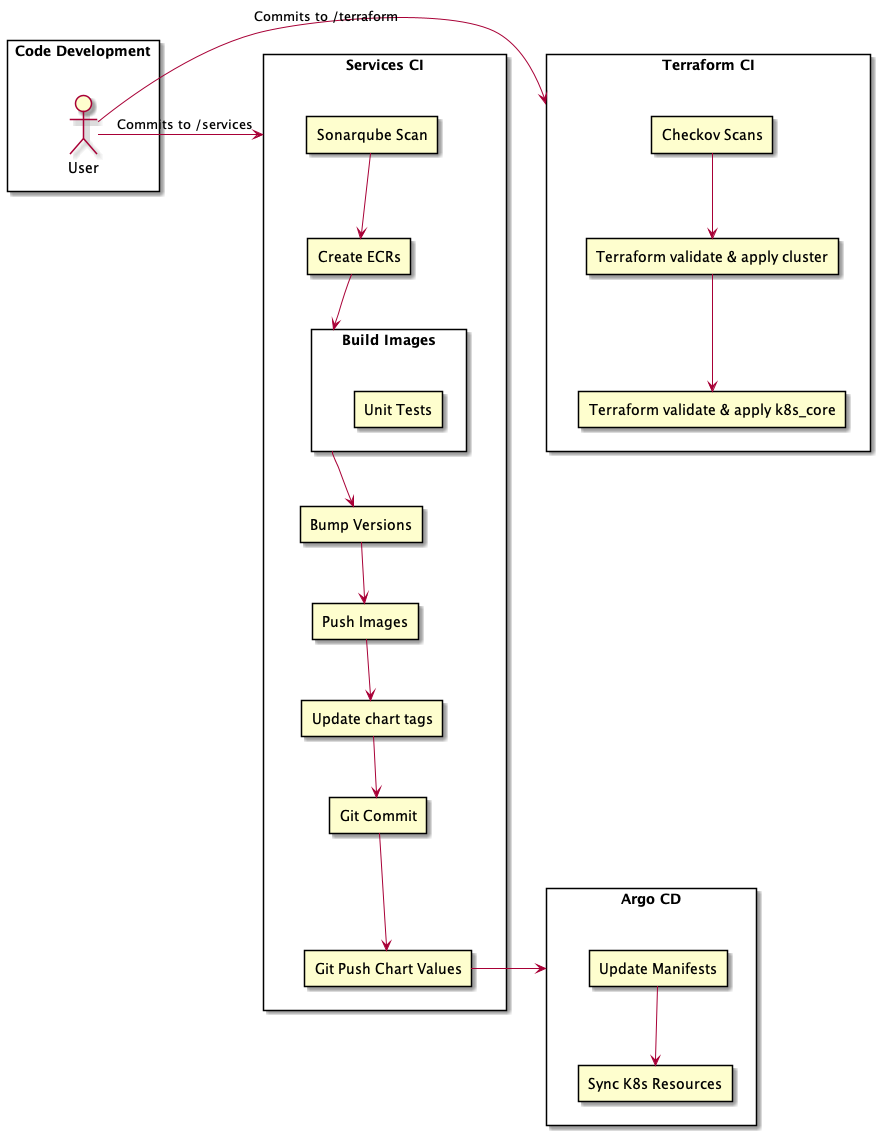 Commits to /terraform
Code Development
User
Commits to /services
Services CI
Sonarqube Scan
Create ECRs
Build Images
Unit Tests
Bump Versions
Push Images
Update chart tags
Git Commit
Git Push Chart Values
Terraform CI
Checkov Scans
Terraform validate & apply cluster
Terraform validate & apply k8s_core
Argo CD
Update Manifests
Sync K8s Resources